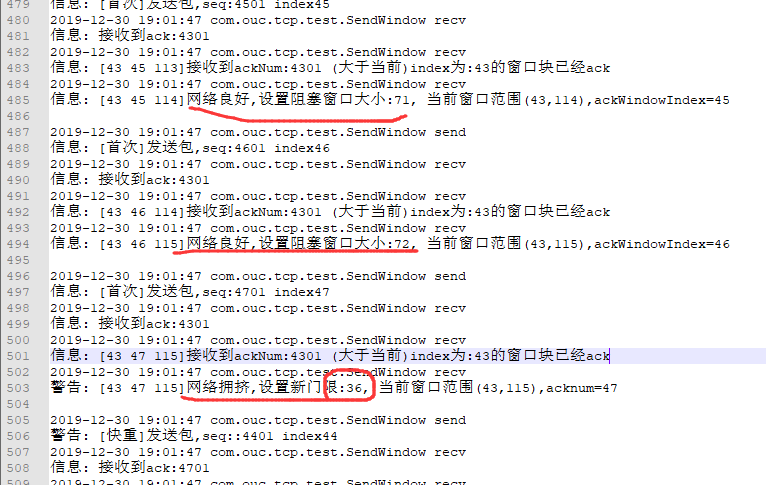 479 信息: [首次]发送包,seq:4501 index45
480 2019-12-30 19:01:47 com.ouc.tcp.test.SendWindow recv
481 信息: 接收到ack:4301
482 2019-12-30 19:01:47 com.ouc.tcp.test.SendWindow recv
483 信息: [43 45 113]接收到ackNum:4301 (大于当前)index为:43的窗口块已经ack
484 2019-12-30 19:01:47 com.ouc.tcp.test.SendWindow recv
485 信息: [43 45 114]网络良好,设置阻塞窗口大小:71, 当前窗口范围(43,114),ackWindowIndex=45
486
487 2019-12-30 19:01:47 com.ouc.tcp.test.SendWindow send
488 信息: [首次]发送包,seq:4601 index46
489 2019-12-30 19:01:47 com.ouc.tcp.test.SendWindow recv
490 信息: 接收到ack:4301
491 2019-12-30 19:01:47 com.ouc.tcp.test.SendWindow recv
492 信息: [43 46 114]接收到ackNum:4301 (大于当前)index为:43的窗口块已经ack
493 2019-12-30 19:01:47 com.ouc.tcp.test.SendWindow recv
494 信息: [43 46 115]网络良好,设置阻塞窗口大小:72, 当前窗口范围(43,115),ackWindowIndex=46
495
496 2019-12-30 19:01:47 com.ouc.tcp.test.SendWindow send
497 信息: [首次]发送包,seq:4701 index47
498 2019-12-30 19:01:47 com.ouc.tcp.test.SendWindow recv
499 信息: 接收到ack:4301
500 2019-12-30 19:01:47 com.ouc.tcp.test.SendWindow recv
501 信息: [43 47 115]接收到ackNum:4301 (大于当前)index为:43的窗口块已经ack
502 2019-12-30 19:01:47 com.ouc.tcp.test.SendWindow recv
503 警告: [43 47 115]网络拥挤,设置新门限:36, 当前窗口范围(43,115),acknum=47
504
505 2019-12-30 19:01:47 com.ouc.tcp.test.SendWindow send
506 警告: [快重]发送包,seq::4401 index44
507 2019-12-30 19:01:47 com.ouc.tcp.test.SendWindow recv
508 信息: 接收到ack:4701
509 2019-12-30 19:01:47 com.ouc.tcp.test.SendWindow recv